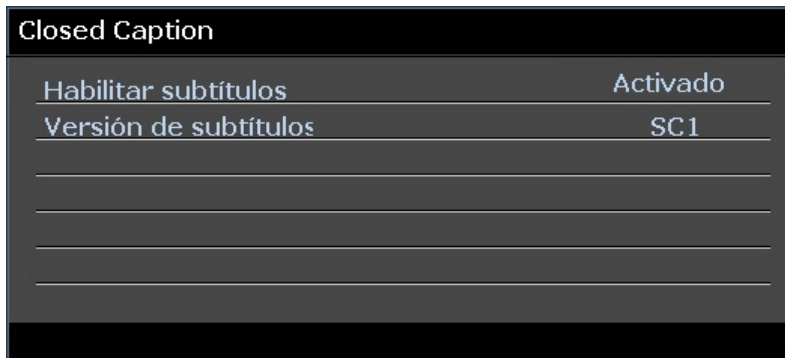 Closed Caption
Habilitar subtítulos Activado
Versión de subtítulos SC1